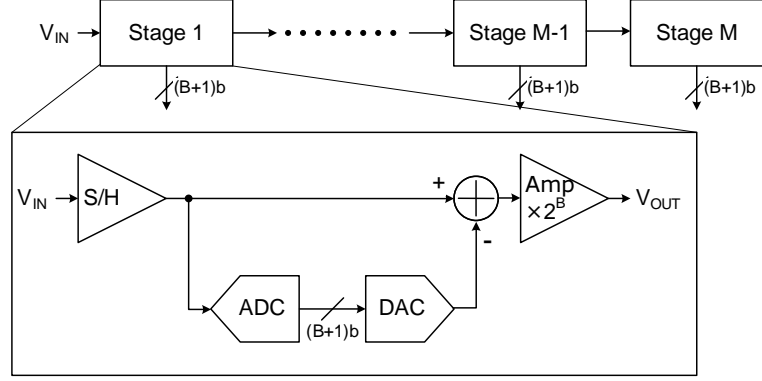 V_IN
Stage 1
Stage M-1
Stage M
(B+1)b
(B+1)b
(B+1)b
V_IN
S/H
+
-
Amp
×2^B
V_OUT
ADC
(B+1)b
DAC